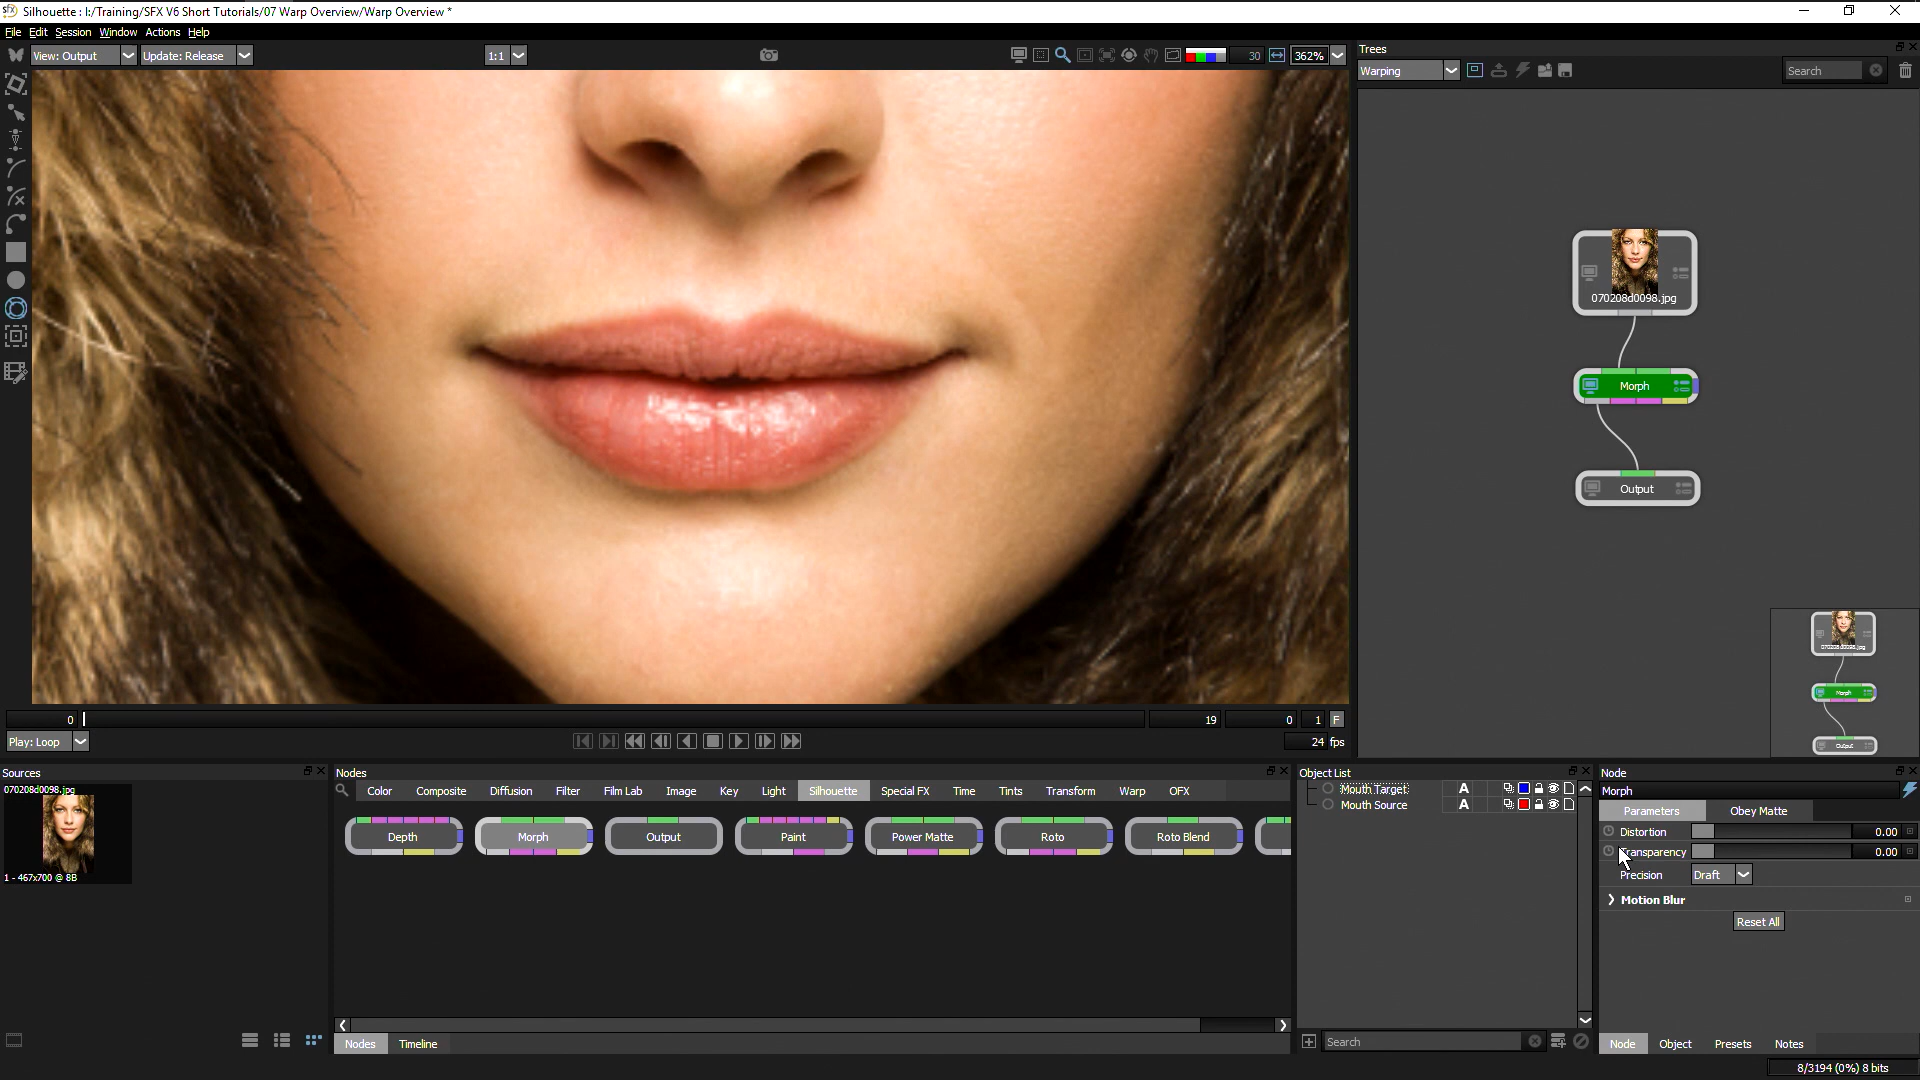 Silhouette : I:/Training/SFX V6 Short Tutorials/07 Warp Overview/Warp Overview *
File Edit Session Window Actions Help
View: Output Update: Release 1:1 30 362%
Trees
Warping Search
070208d0098.jpg
Morph
Output
070208d0098.jpg
Morph
Output
0 19 0 1 F
Play: Loop 24 fps
Sources
070208d0098.jpg
1 - 467x700 @ 8B
Nodes
Color Composite Diffusion Filter Film Lab Image Key Light Silhouette Special FX Time Tints Transform Warp OFX
Depth Morph Output Paint Power Matte Roto Roto Blend
Nodes Timeline
Object List
Mouth Target A
Mouth Source A
Search
Node
Morph
Parameters Obey Matte
Distortion 0.00
Transparency 0.00
Precision Draft
Motion Blur
Reset All
Node Object Presets Notes
8/3194 (0%) 8 bits